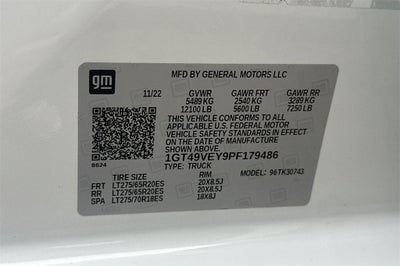 gm
MFD BY GENERAL MOTORS LLC
11/22 GVWR GAWR FRT GAWR RR
5489 KG 2540 KG 3289 KG
12100 LB 5600 LB 7250 LB
THIS VEHICLE CONFORMS TO ALL
APPLICABLE U.S. FEDERAL MOTOR
VEHICLE SAFETY STANDARDS IN EFFECT
ON THE DATE OF MANUFACTURE
SHOWN ABOVE.
1GT49VEY9PF179486
B624 TYPE: TRUCK MODEL: 96TK30743
TIRE SIZE RIM
FRT LT275/65R20ES 20X8.5J
RR LT275/65R20ES 20X8.5J
SPA LT275/70R18ES 18X8J